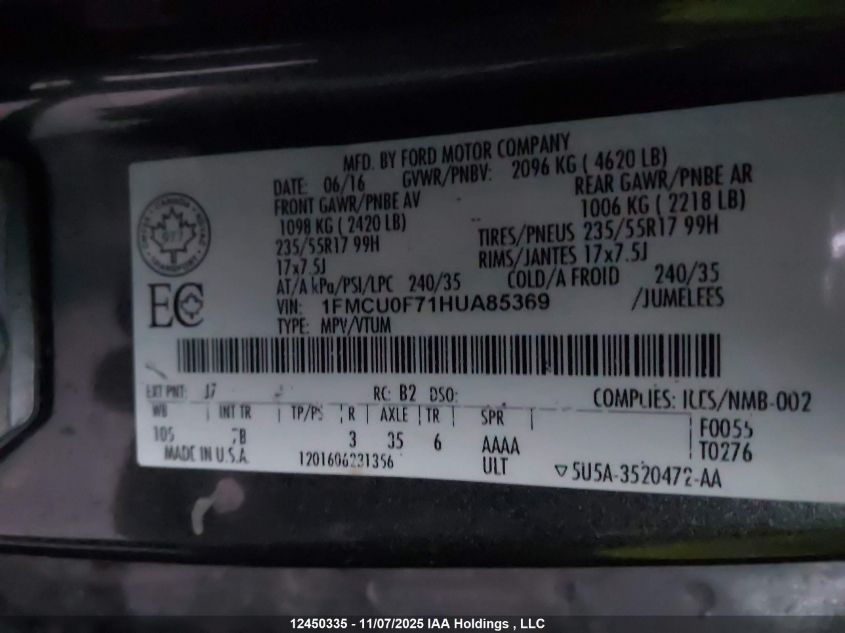 MFD. BY FORD MOTOR COMPANY
DATE: 06/16 GVWR/PNBV: 2096 KG ( 4620 LB)
FRONT GAWR/PNBE AV REAR GAWR/PNBE AR
1098 KG ( 2420 LB) 1006 KG ( 2218 LB)
235/55R17 99H TIRES/PNEUS 235/55R17 99H
17x7.5J RIMS/JANTES 17x7.5J
AT/A kPa/PSI/LPC 240/35 COLD/A FROID 240/35
VIN: 1FMCU0F71HUA85369 /JUMELEES
TYPE: MPV/VTUM
EC
EXT PNT: J7 RC: B2 DSO: COMPLIES: ICES/NMB-002
WB INT TR TP/PS R AXLE TR SPR F0055
105 7B 3 35 6 AAAA T0276
MADE IN U.S.A. 1201606231356 ULT ▽5U5A-3520472-AA
12450335 - 11/07/2025 IAA Holdings , LLC